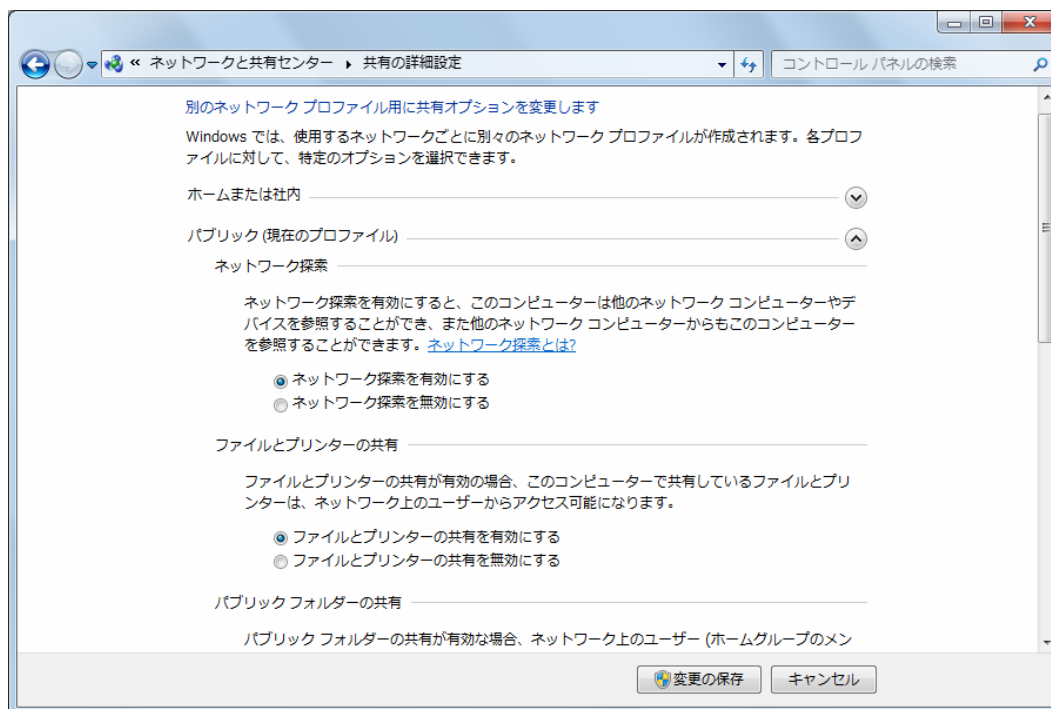 « ネットワークと共有センター ▸ 共有の詳細設定
コントロール パネルの検索
別のネットワーク プロファイル用に共有オプションを変更します
Windows では、使用するネットワークごとに別々のネットワーク プロファイルが作成されます。各プロフ
ァイルに対して、特定のオプションを選択できます。
ホームまたは社内
パブリック (現在のプロファイル)
ネットワーク探索
ネットワーク探索を有効にすると、このコンピューターは他のネットワーク コンピューターやデ
バイスを参照することができ、また他のネットワーク コンピューターからもこのコンピューター
を参照することができます。ネットワーク探索とは?
ネットワーク探索を有効にする
ネットワーク探索を無効にする
ファイルとプリンターの共有
ファイルとプリンターの共有が有効の場合、このコンピューターで共有しているファイルとプリ
ンターは、ネットワーク上のユーザーからアクセス可能になります。
ファイルとプリンターの共有を有効にする
ファイルとプリンターの共有を無効にする
パブリック フォルダーの共有
パブリック フォルダーの共有が有効な場合、ネットワーク上のユーザー (ホームグループのメン
変更の保存
キャンセル